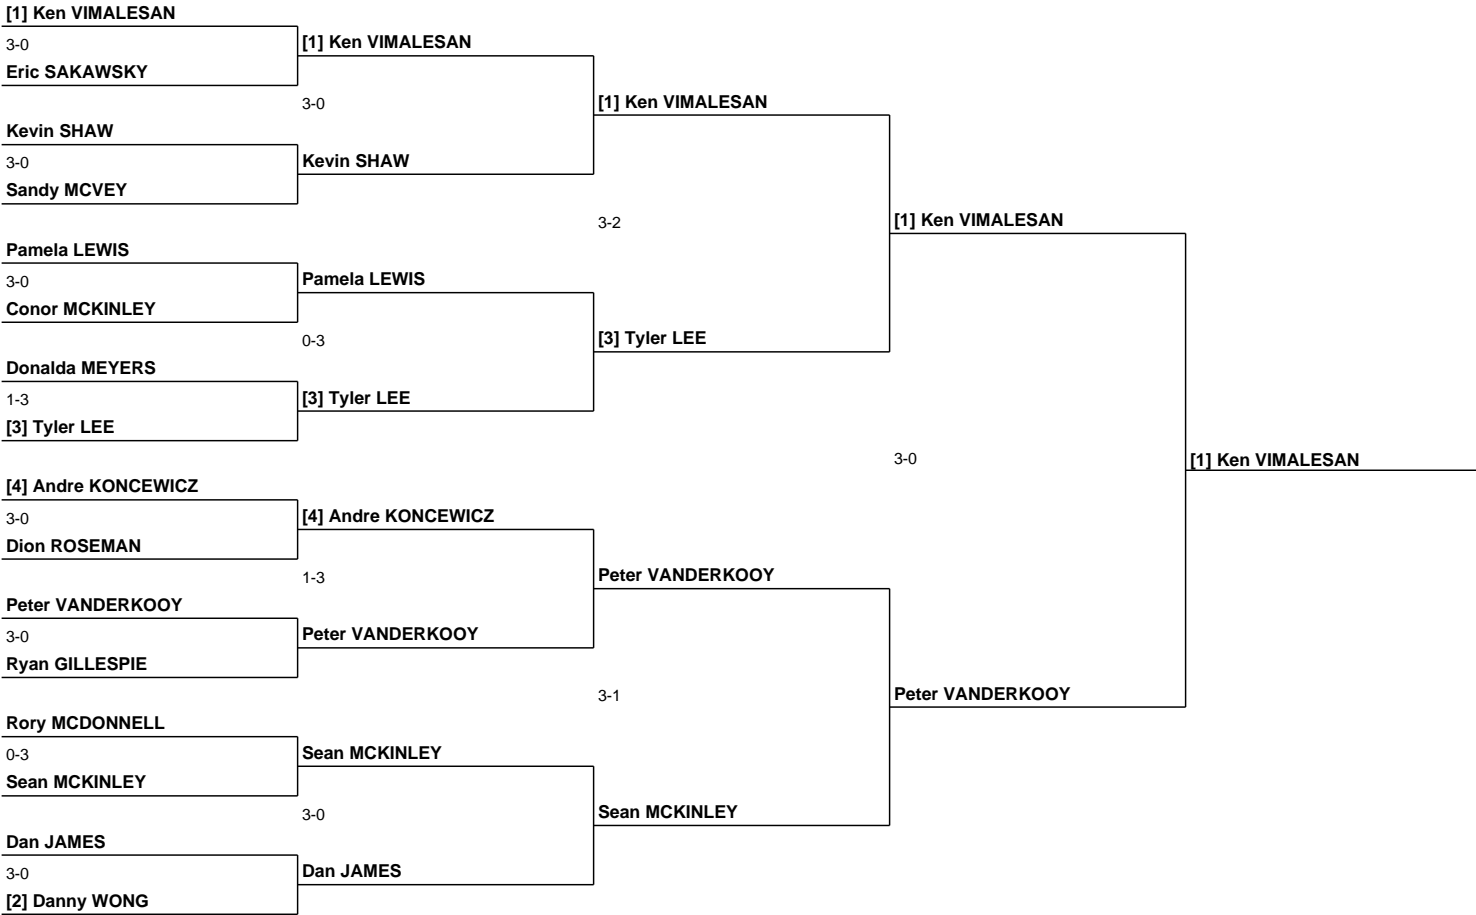 [1] Ken VIMALESAN
3-0
Eric SAKAWSKY
Kevin SHAW
3-0
Sandy MCVEY
Pamela LEWIS
3-0
Conor MCKINLEY
Donalda MEYERS
1-3
[3] Tyler LEE
[4] Andre KONCEWICZ
3-0
Dion ROSEMAN
Peter VANDERKOOY
3-0
Ryan GILLESPIE
Rory MCDONNELL
0-3
Sean MCKINLEY
Dan JAMES
3-0
[2] Danny WONG
[1] Ken VIMALESAN
3-0
Kevin SHAW
Pamela LEWIS
0-3
[3] Tyler LEE
[4] Andre KONCEWICZ
1-3
Peter VANDERKOOY
Sean MCKINLEY
3-0
Dan JAMES
[1] Ken VIMALESAN
3-2
[3] Tyler LEE
Peter VANDERKOOY
3-1
Sean MCKINLEY
[1] Ken VIMALESAN
3-0
Peter VANDERKOOY
[1] Ken VIMALESAN